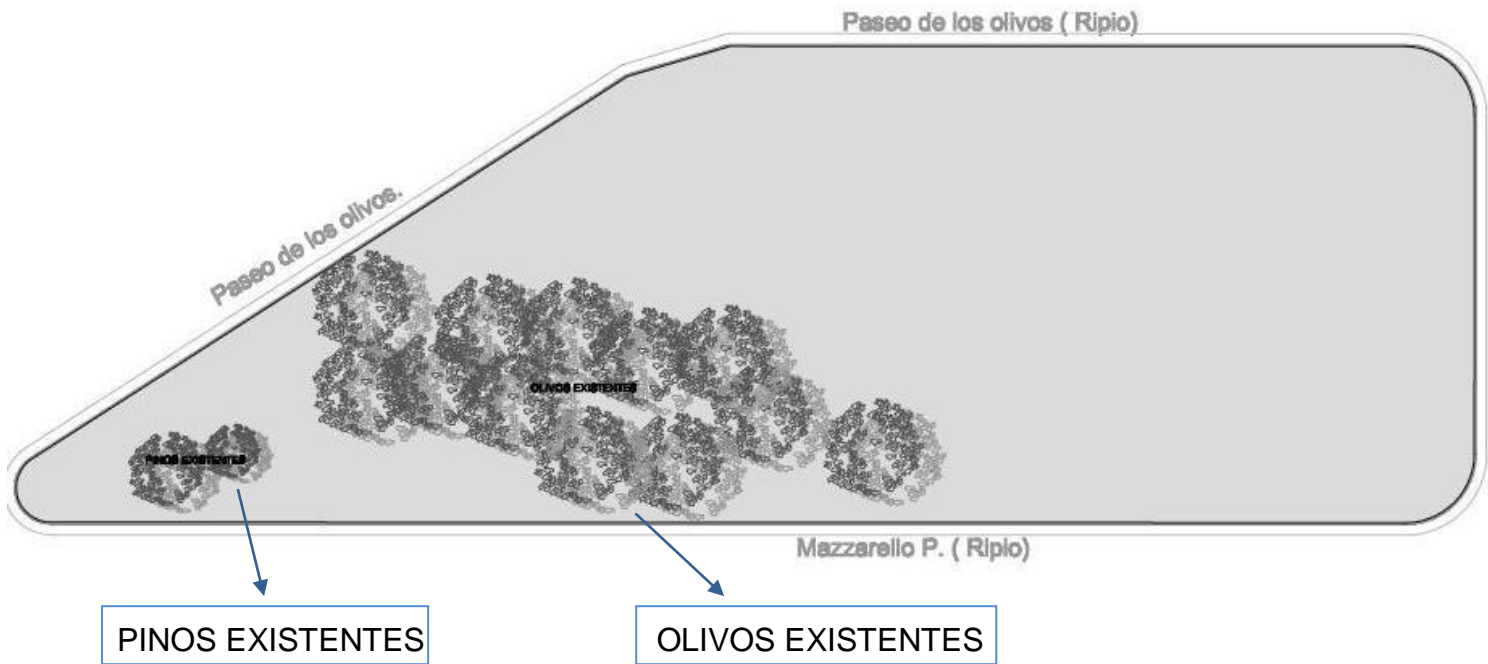 Paseo de los olivos ( Ripio)
Paseo de los olivos.
OLIVOS EXISTENTES
PINOS EXISTENTES
Mazzarello P. ( Ripio)
PINOS EXISTENTES
OLIVOS EXISTENTES